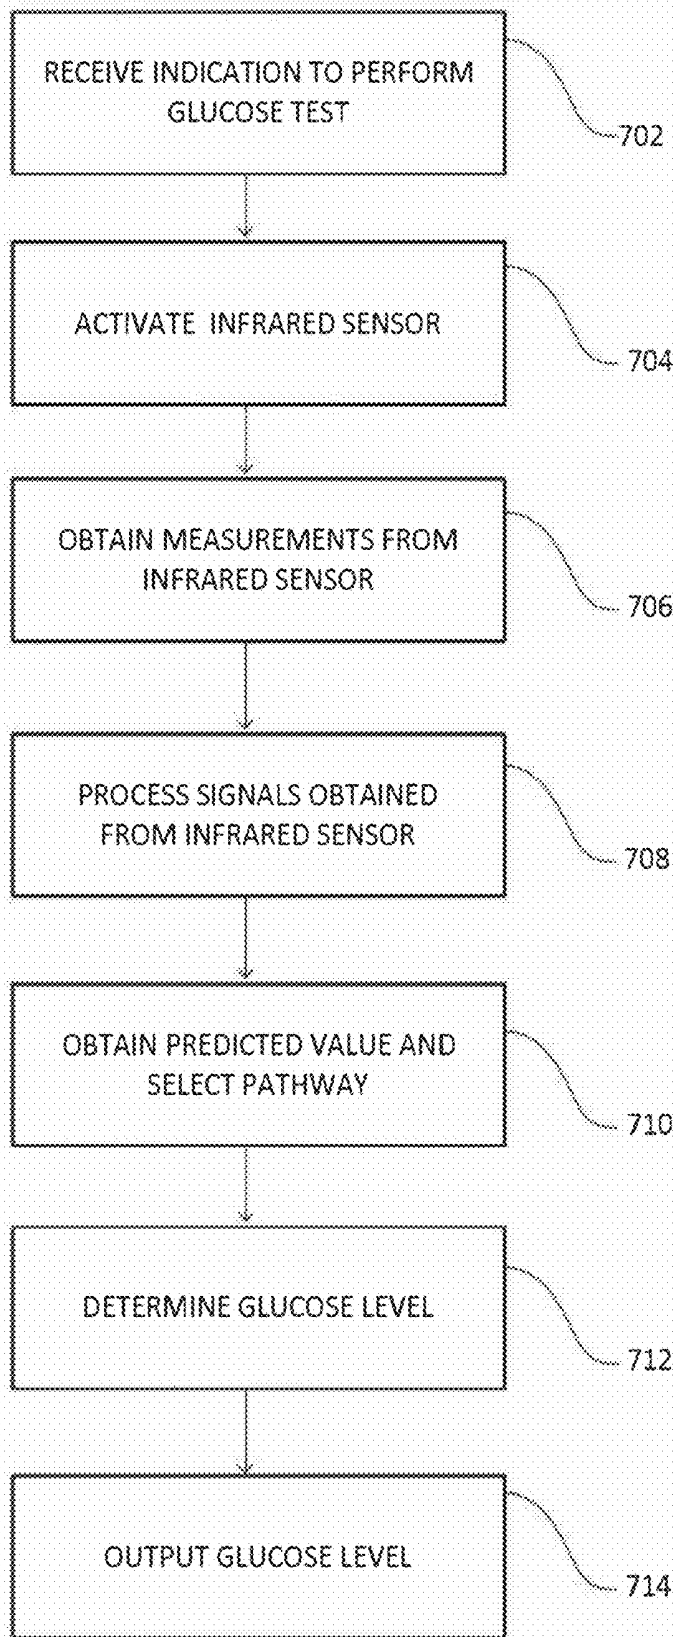 RECEIVE INDICATION TO PERFORM
GLUCOSE TEST
702
ACTIVATE INFRARED SENSOR
704
OBTAIN MEASUREMENTS FROM
INFRARED SENSOR
706
PROCESS SIGNALS OBTAINED
FROM INFRARED SENSOR
708
OBTAIN PREDICTED VALUE AND
SELECT PATHWAY
710
DETERMINE GLUCOSE LEVEL
712
OUTPUT GLUCOSE LEVEL
714